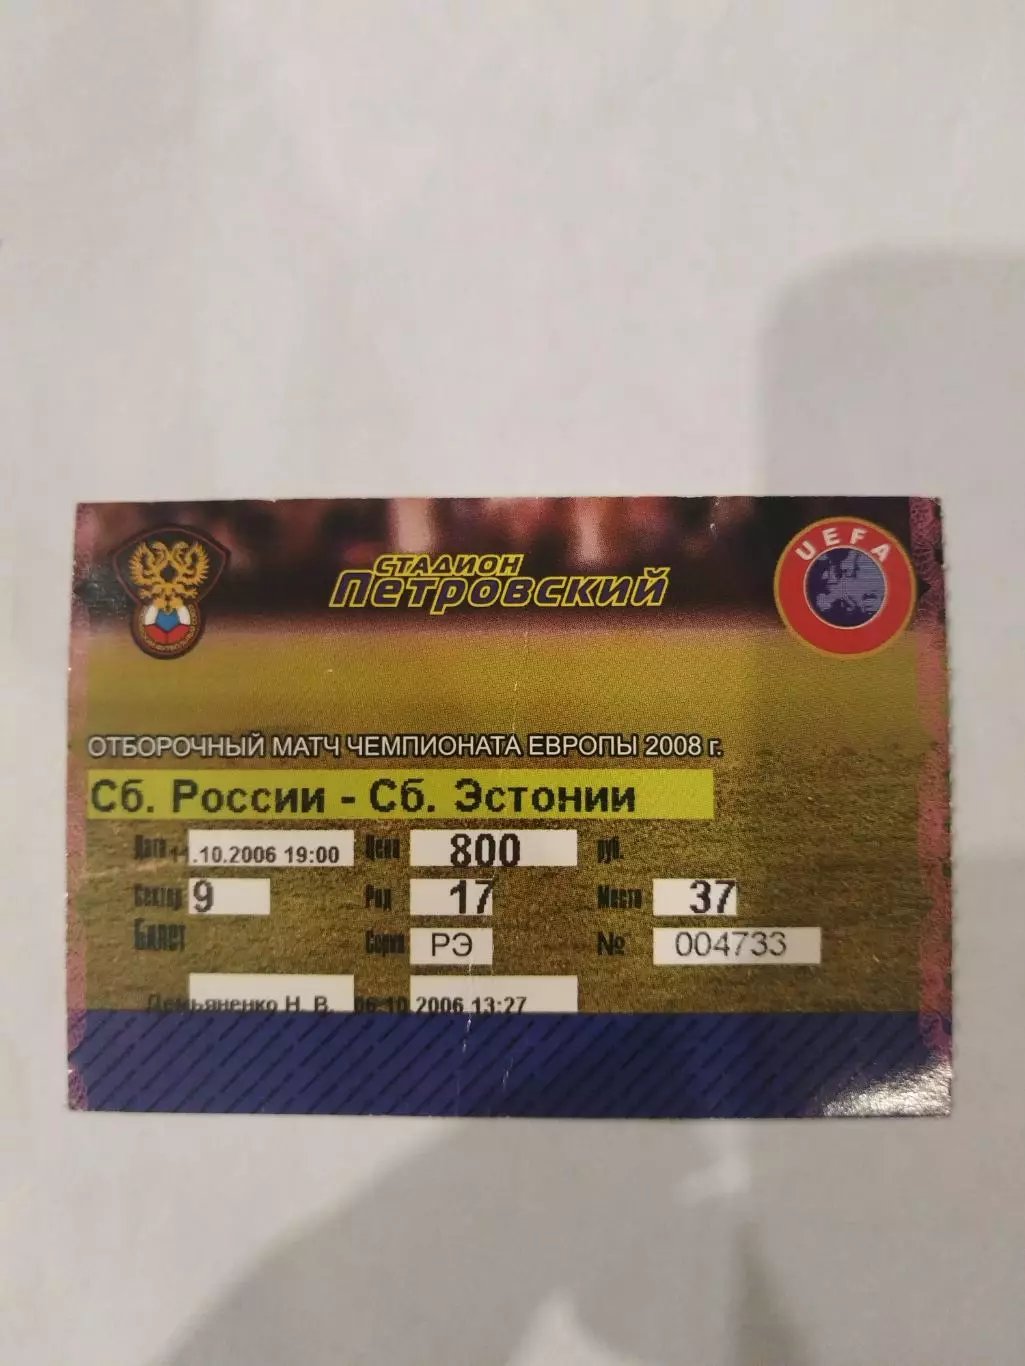 СТАДИОН
ПЕТРОВСКИЙ
UEFA
ОТБОРОЧНЫЙ МАТЧ ЧЕМПИОНАТА ЕВРОПЫ 2008 г.
Сб. России - Сб. Эстонии
Дата 11.10.2006 19:00 Цена 800 руб.
Сектор 9 Ряд 17 Место 37
Билет Серия РЭ № 004733
Демьяненко Н. В. 06.10.2006 13:27